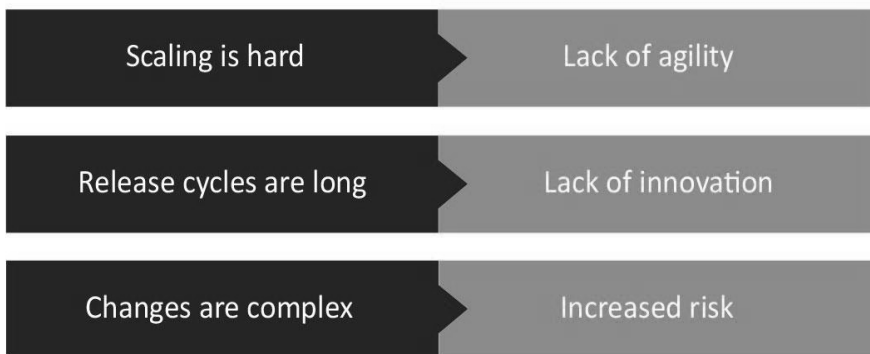 Scaling is hard
Lack of agility
Release cycles are long
Lack of innovation
Changes are complex
Increased risk